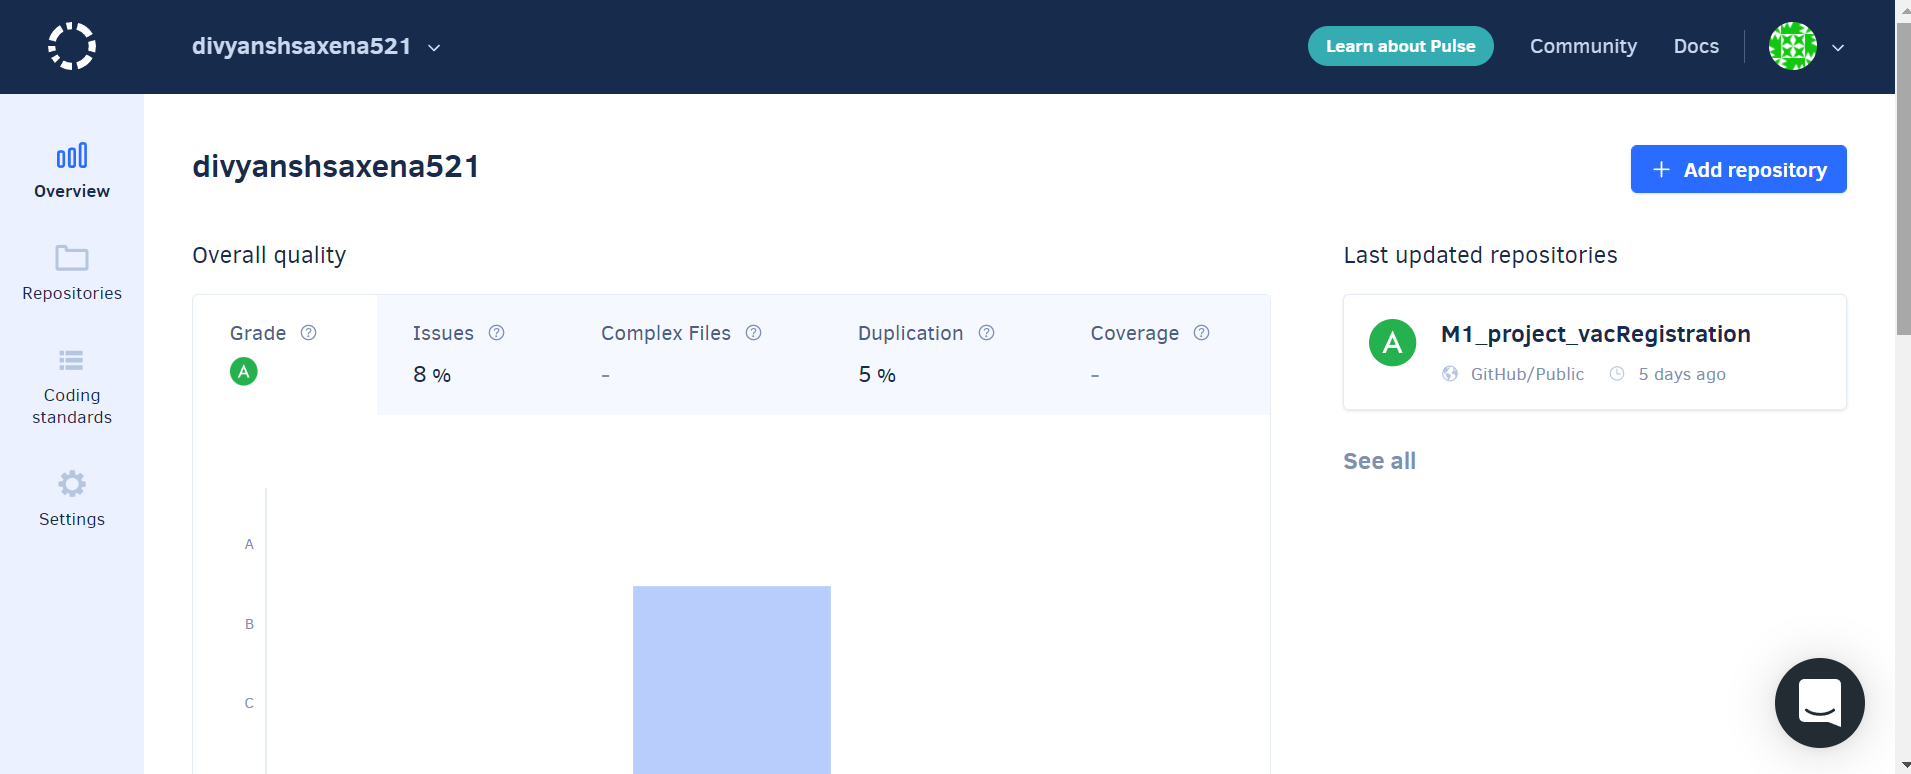 divyanshsaxena521
Learn about Pulse
Community
Docs
Overview
Repositories
Coding
standards
Settings
divyanshsaxena521
+ Add repository
Overall quality
Grade ?
A
Issues ?
8 %
Complex Files ?
-
Duplication ?
5 %
Coverage ?
-
A
B
C
Last updated repositories
A
M1_project_vacRegistration
GitHub/Public
5 days ago
See all